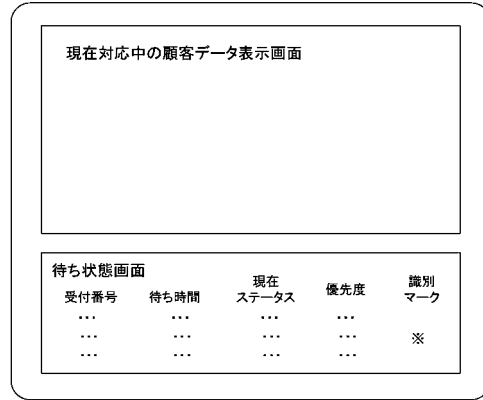 現在対応中の顧客データ表示画面
待ち状態画面
受付番号 待ち時間 現在ステータス 優先度 識別マーク
… … … …
… … … … ※
… … … …